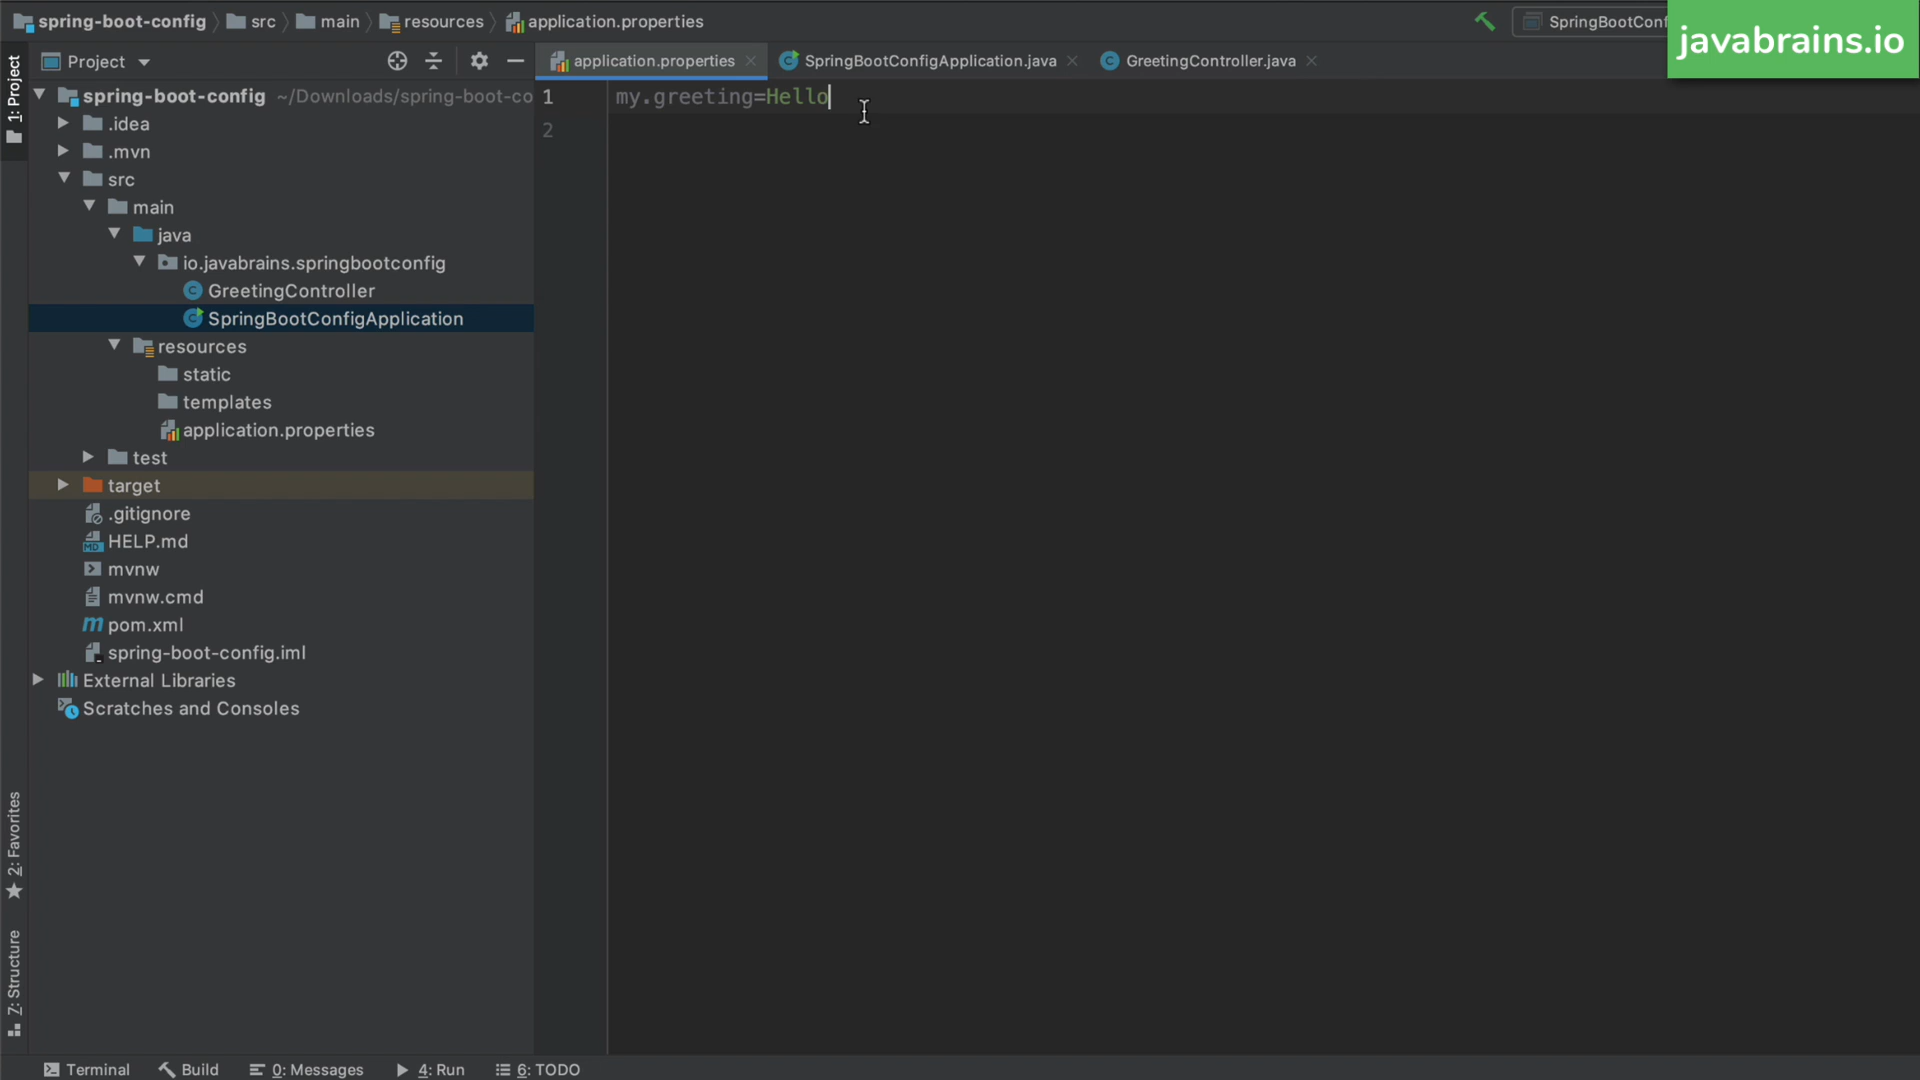 spring-boot-config src main resources application.properties SpringBootConf
javabrains.io
1: Project
Project
application.properties SpringBootConfigApplication.java GreetingController.java
spring-boot-config ~/Downloads/spring-boot-co
1 my.greeting=Hello
2
.idea
.mvn
src
main
java
io.javabrains.springbootconfig
GreetingController
SpringBootConfigApplication
resources
static
templates
application.properties
test
target
.gitignore
HELP.md
mvnw
mvnw.cmd
pom.xml
spring-boot-config.iml
External Libraries
Scratches and Consoles
2: Favorites
Z: Structure
Terminal Build 0: Messages 4: Run 6: TODO